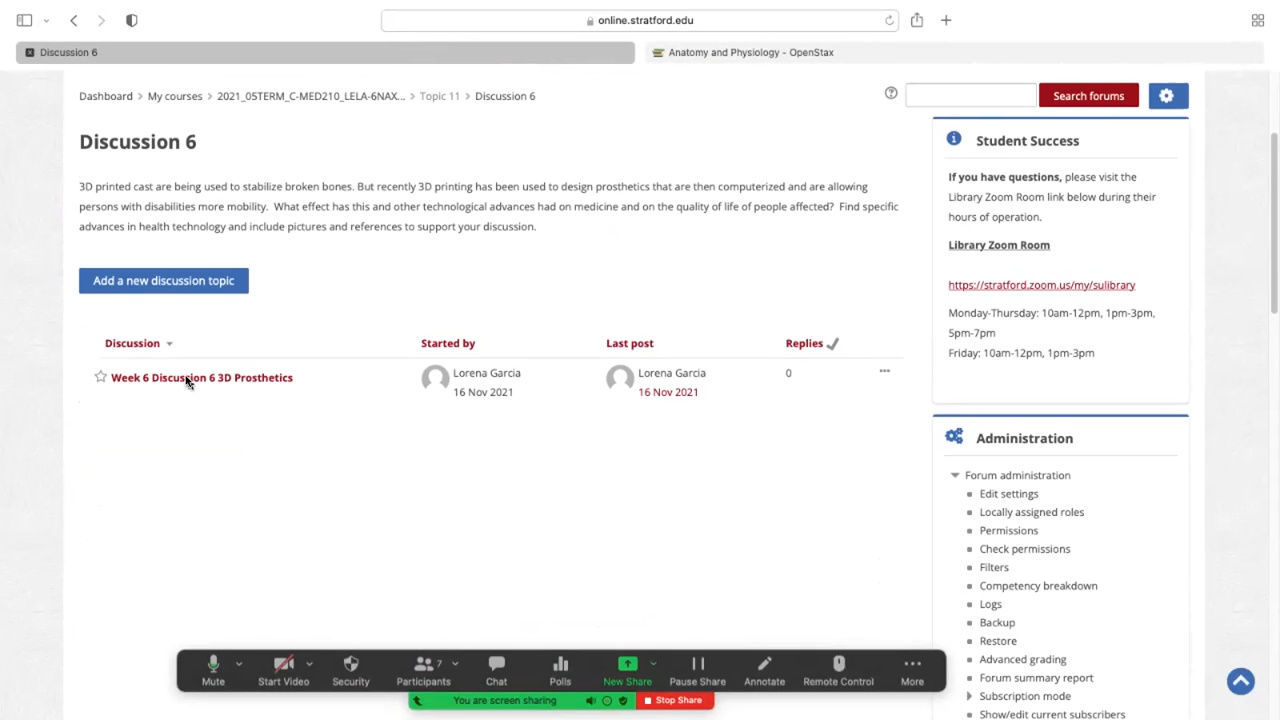 online.stratford.edu
Discussion 6
Anatomy and Physiology - OpenStax
Dashboard > My courses > 2021_05TERM_C-MED210_LELA-6NAX... > Topic 11 > Discussion 6
Search forums
Discussion 6
3D printed cast are being used to stabilize broken bones. But recently 3D printing has been used to design prosthetics that are then computerized and are allowing
persons with disabilities more mobility. What effect has this and other technological advances had on medicine and on the quality of life of people affected? Find specific
advances in health technology and include pictures and references to support your discussion.
Add a new discussion topic
Discussion
Started by
Last post
Replies
Week 6 Discussion 6 3D Prosthetics
Lorena Garcia
16 Nov 2021
Lorena Garcia
16 Nov 2021
0
Student Success
If you have questions, please visit the
Library Zoom Room link below during their
hours of operation.
Library Zoom Room
https://stratford.zoom.us/my/sulibrary
Monday-Thursday: 10am-12pm, 1pm-3pm,
5pm-7pm
Friday: 10am-12pm, 1pm-3pm
Administration
Forum administration
Edit settings
Locally assigned roles
Permissions
Check permissions
Filters
Competency breakdown
Logs
Backup
Restore
Advanced grading
Forum summary report
Subscription mode
Show/edit current subscribers
Mute
Start Video
Security
7
Participants
Chat
Polls
New Share
Pause Share
Annotate
Remote Control
More
You are screen sharing
Stop Share